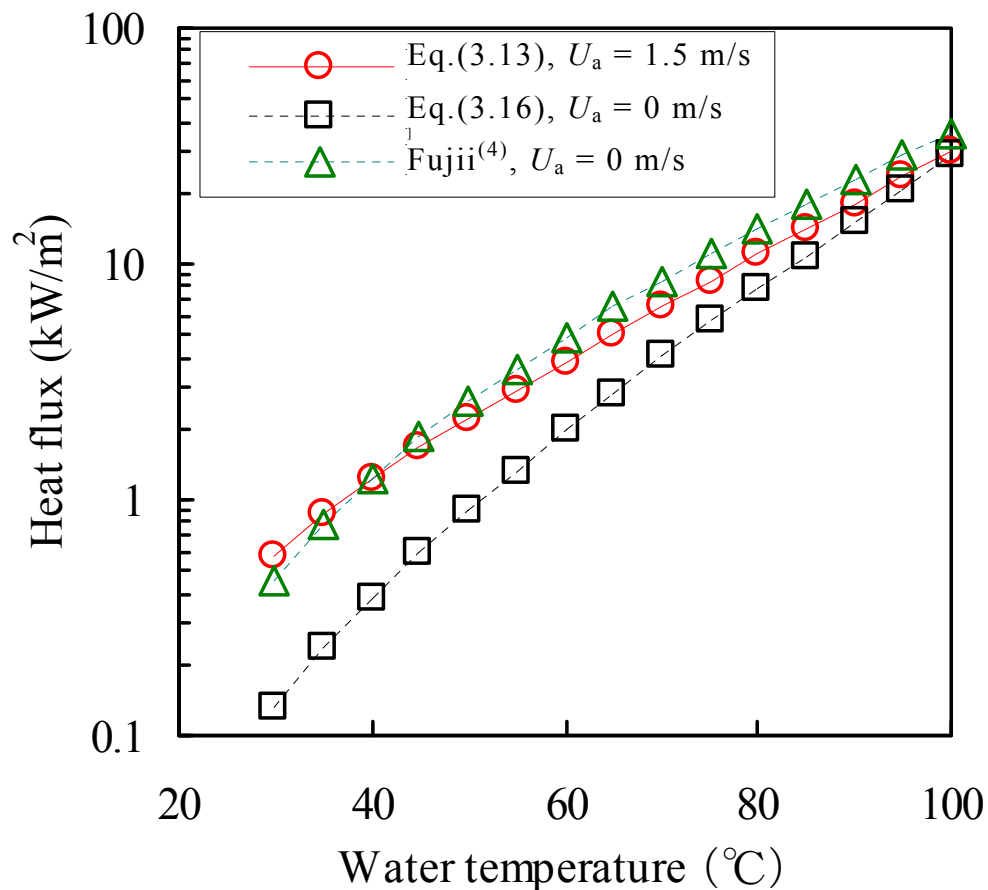 100
Eq.(3.13), Ua = 1.5 m/s
Eq.(3.16), Ua = 0 m/s
Fujii(4), Ua = 0 m/s
10
1
0.1
Heat flux (kW/m²)
20 40 60 80 100
Water temperature (℃)